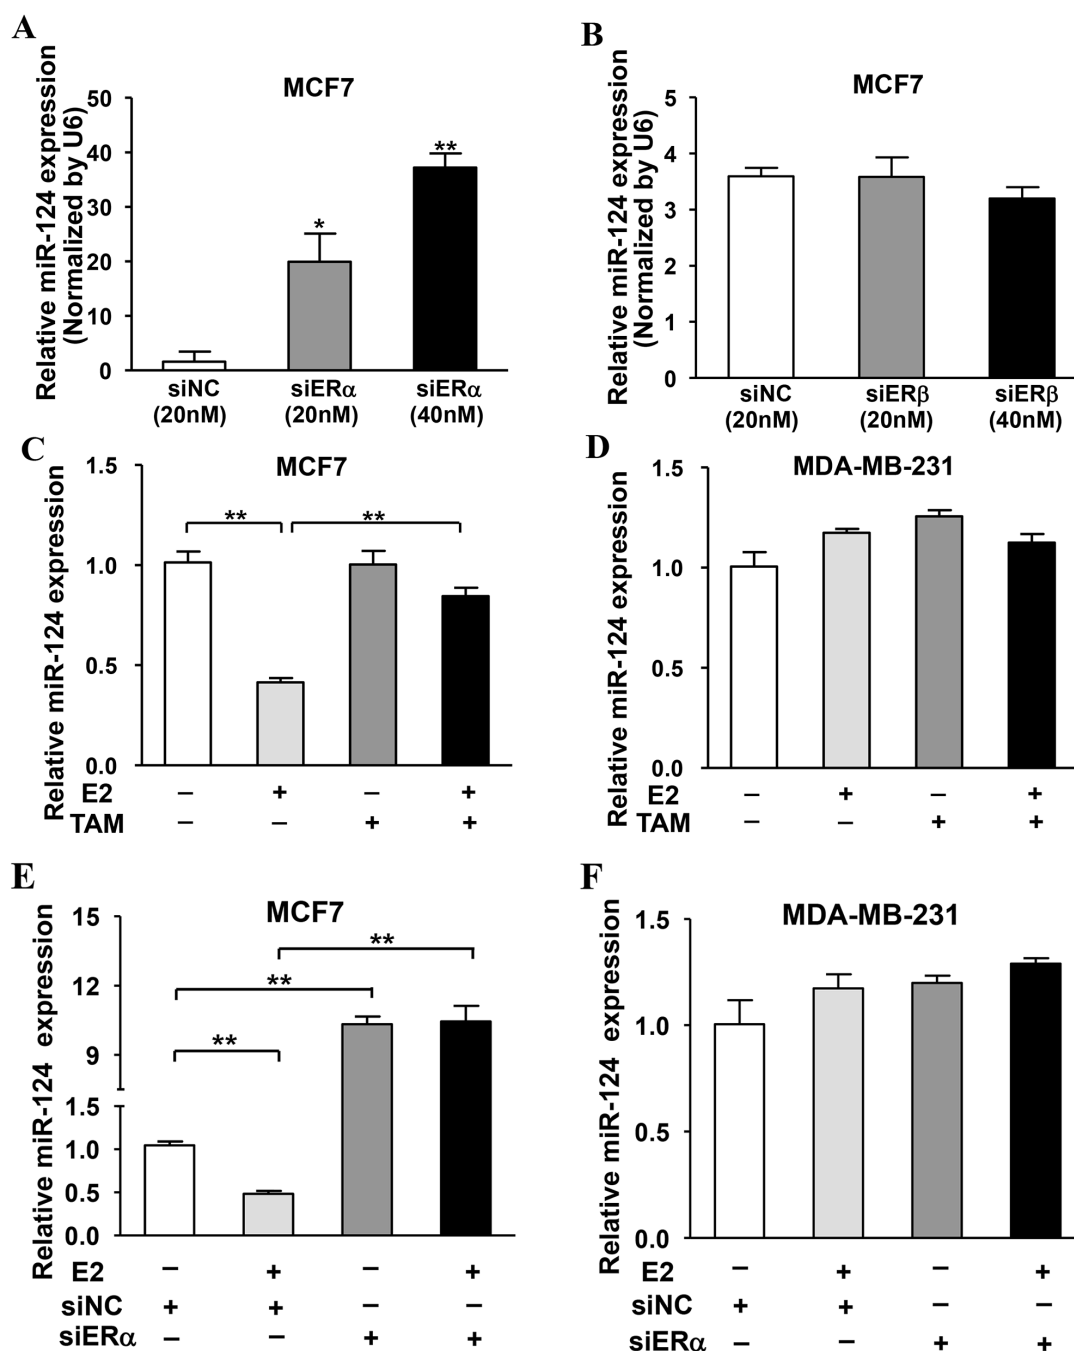 A
MCF7
Relative miR-124 expression
(Normalized by U6)
50
40
30
20
10
0
*
**
siNC
(20nM)
siERα
(20nM)
siERα
(40nM)
B
MCF7
Relative miR-124 expression
(Normalized by U6)
5
4
3
2
1
0
siNC
(20nM)
siERβ
(20nM)
siERβ
(40nM)
C
MCF7
Relative miR-124 expression
1.5
1.0
0.5
0.0
**
**
E2 – + – +
TAM – – + +
D
MDA-MB-231
Relative miR-124 expression
1.5
1.0
0.5
0.0
E2 – + – +
TAM – – + +
E
MCF7
Relative miR-124 expression
15
12
9
1.5
1.0
0.5
0.0
**
**
**
E2 – + – +
siNC + + – –
siERα – – + +
F
MDA-MB-231
Relative miR-124 expression
1.5
1.0
0.5
0.0
E2 – + – +
siNC + + – –
siERα – – + +